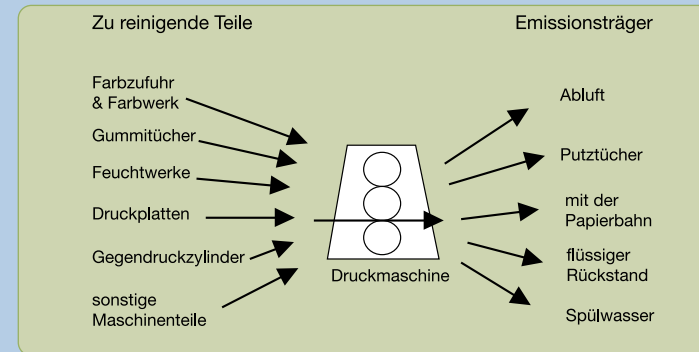 Zu reinigende Teile
Farbzufuhr
& Farbwerk
Gummitücher
Feuchtwerke
Druckplatten
Gegendruckzylinder
sonstige
Maschinenteile
Druckmaschine
Emissionsträger
Abluft
Putztücher
mit der
Papierbahn
flüssiger
Rückstand
Spülwasser